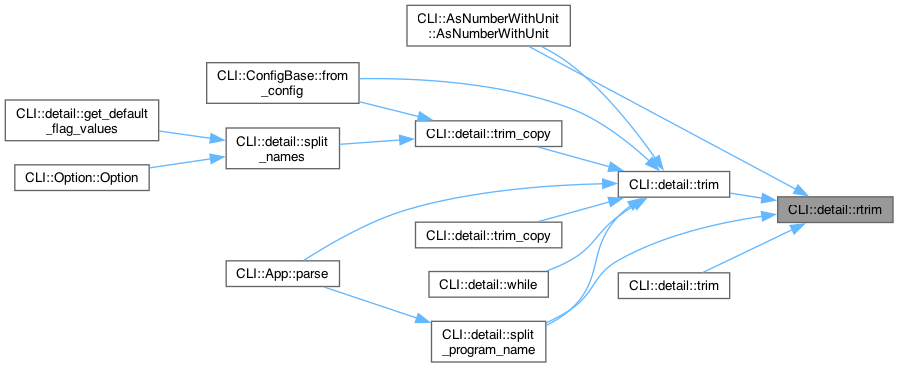 CLI::AsNumberWithUnit
::AsNumberWithUnit
CLI::ConfigBase::from
_config
CLI::detail::get_default
_flag_values
CLI::detail::split
_names
CLI::detail::trim_copy
CLI::Option::Option
CLI::detail::trim
CLI::detail::rtrim
CLI::detail::trim_copy
CLI::App::parse
CLI::detail::while
CLI::detail::trim
CLI::detail::split
_program_name